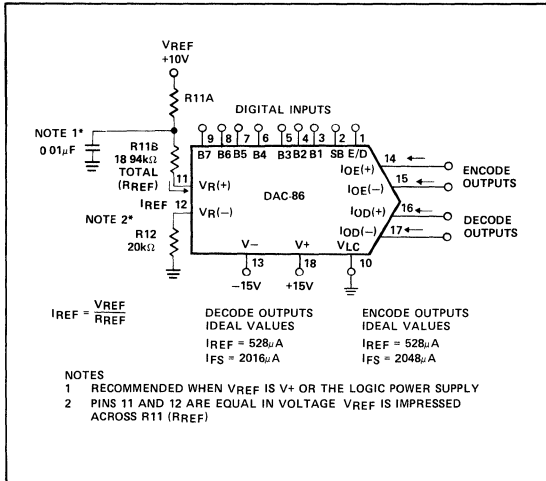 VREF
+10V
R11A
DIGITAL INPUTS
NOTE 1*
0 01µF
9 8 7 6 5 4 3 2 1
B7 B6 B5 B4 B3 B2 B1 SB E/D
R11B
18 94kΩ
TOTAL
(RREF)
11
VR(+)
DAC-86
14
IOE(+)
15
IOE(–)
ENCODE
OUTPUTS
IREF 12
VR(–)
16
IOD(+)
17
IOD(–)
DECODE
OUTPUTS
NOTE 2*
R12
20kΩ
V– V+ VLC
13 18 10
–15V +15V
IREF = VREF
RREF
DECODE OUTPUTS
IDEAL VALUES
IREF = 528µA
IFS = 2016µA
ENCODE OUTPUTS
IDEAL VALUES
IREF = 528µA
IFS = 2048µA
NOTES
1 RECOMMENDED WHEN VREF IS V+ OR THE LOGIC POWER SUPPLY
2 PINS 11 AND 12 ARE EQUAL IN VOLTAGE VREF IS IMPRESSED
ACROSS R11 (RREF)